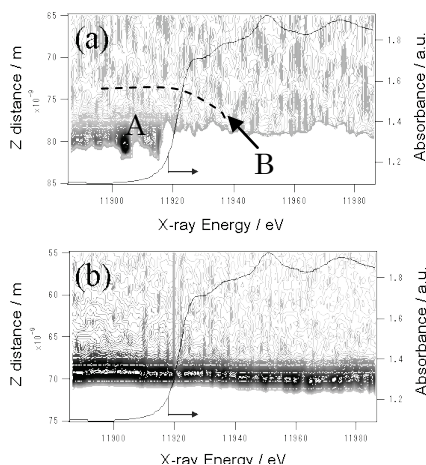 (a)
65
70
75
80
85
Z distance / m
x10⁻⁹
A
B
1.8
1.6
1.4
1.2
Absorbance / a.u.
11900 11920 11940 11960 11980
X-ray Energy / eV
(b)
55
60
65
70
75
Z distance / m
x10⁻⁹
1.8
1.6
1.4
1.2
Absorbance / a.u.
11900 11920 11940 11960 11980
X-ray Energy / eV